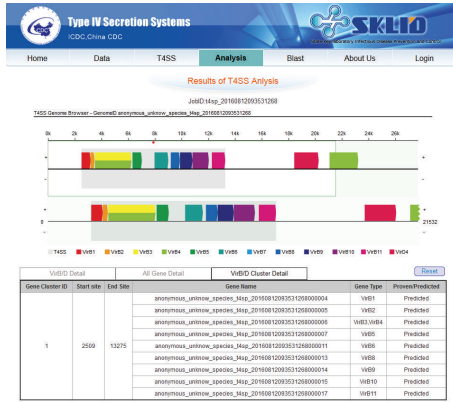 Type IV Secretion Systems
ICDC,China CDC
SKLID
Home Data T4SS Analysis Blast About Us Login
Results of T4SS Anlysis
JobID:t4sp_20160812093531268
T4SS Genome Browser - GenomeID:anonymous_unknow_species_t4sp_20160812093531268
0k 2k 4k 6k 8k 10k 12k 14k 16k 18k 20k 22k 24k 26k
+ +
- -
+ +
0 21532
- -
T4SS VirB1 VirB2 VirB3 VirB4 VirB5 VirB6 VirB7 VirB8 VirB9 VirB10 VirB11 VirD4
VirB/D Detail All Gene Detail VirB/D Cluster Detail Reset
Gene Cluster ID Start site End Site Gene Name Gene Type Proven/Predicted
anonymous_unknow_species_t4sp_20160812093531268000004 VirB1 Predicted
anonymous_unknow_species_t4sp_20160812093531268000005 VirB2 Predicted
anonymous_unknow_species_t4sp_20160812093531268000006 VirB3,VirB4 Predicted
anonymous_unknow_species_t4sp_20160812093531268000007 VirB5 Predicted
1 2509 13275 anonymous_unknow_species_t4sp_20160812093531268000011 VirB6 Predicted
anonymous_unknow_species_t4sp_20160812093531268000013 VirB8 Predicted
anonymous_unknow_species_t4sp_20160812093531268000014 VirB9 Predicted
anonymous_unknow_species_t4sp_20160812093531268000015 VirB10 Predicted
anonymous_unknow_species_t4sp_20160812093531268000017 VirB11 Predicted